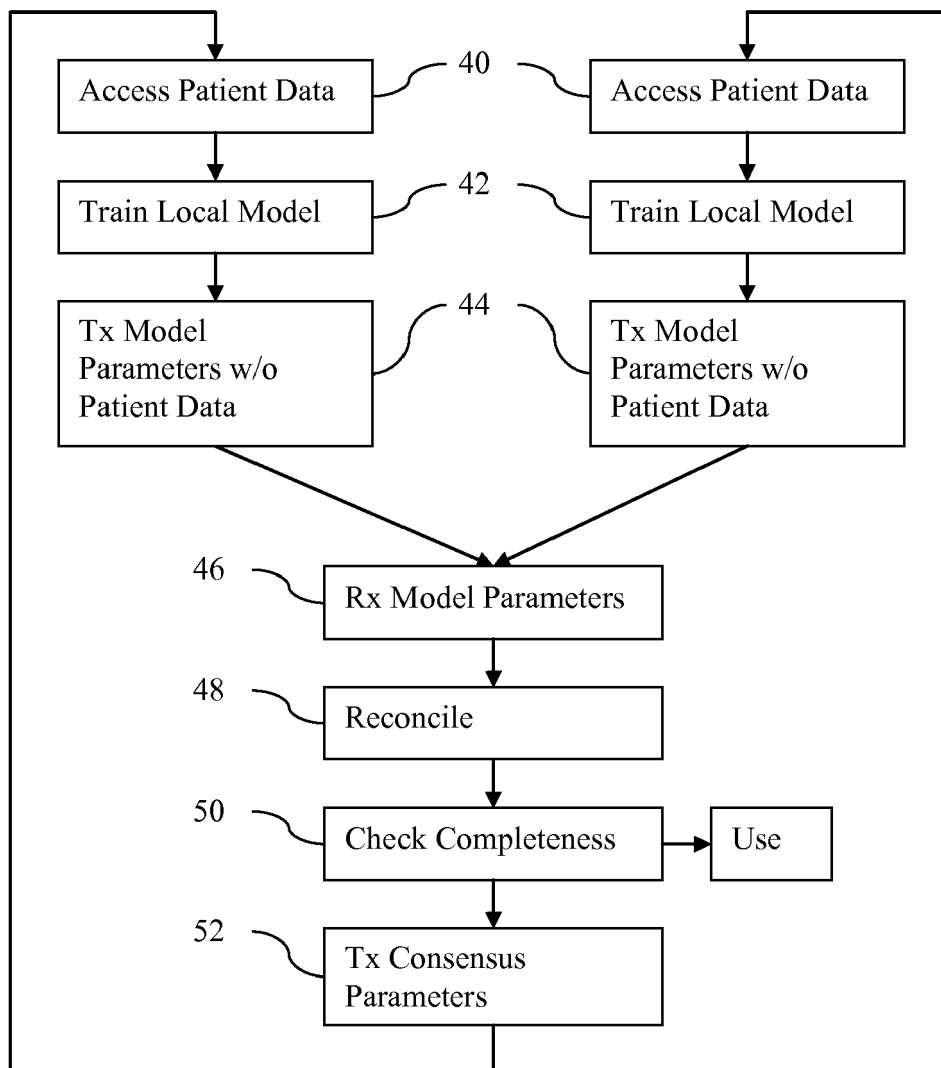 Access Patient Data
40
Access Patient Data
Train Local Model
42
Train Local Model
Tx Model
Parameters w/o
Patient Data
44
Tx Model
Parameters w/o
Patient Data
46
Rx Model Parameters
48
Reconcile
50
Check Completeness
Use
52
Tx Consensus
Parameters